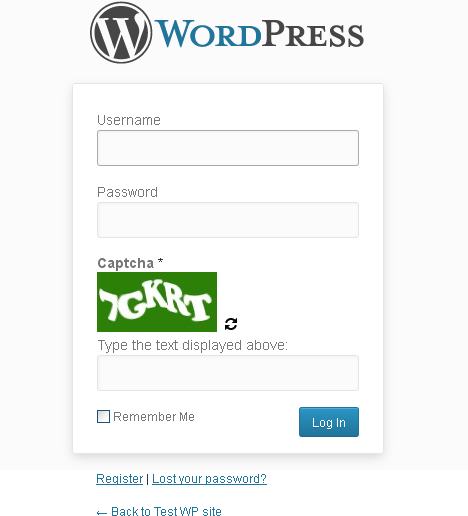 WORDPRESS
Username
Password
Captcha *
7GKRT
Type the text displayed above:
Remember Me
Log In
Register | Lost your password?
← Back to Test WP site